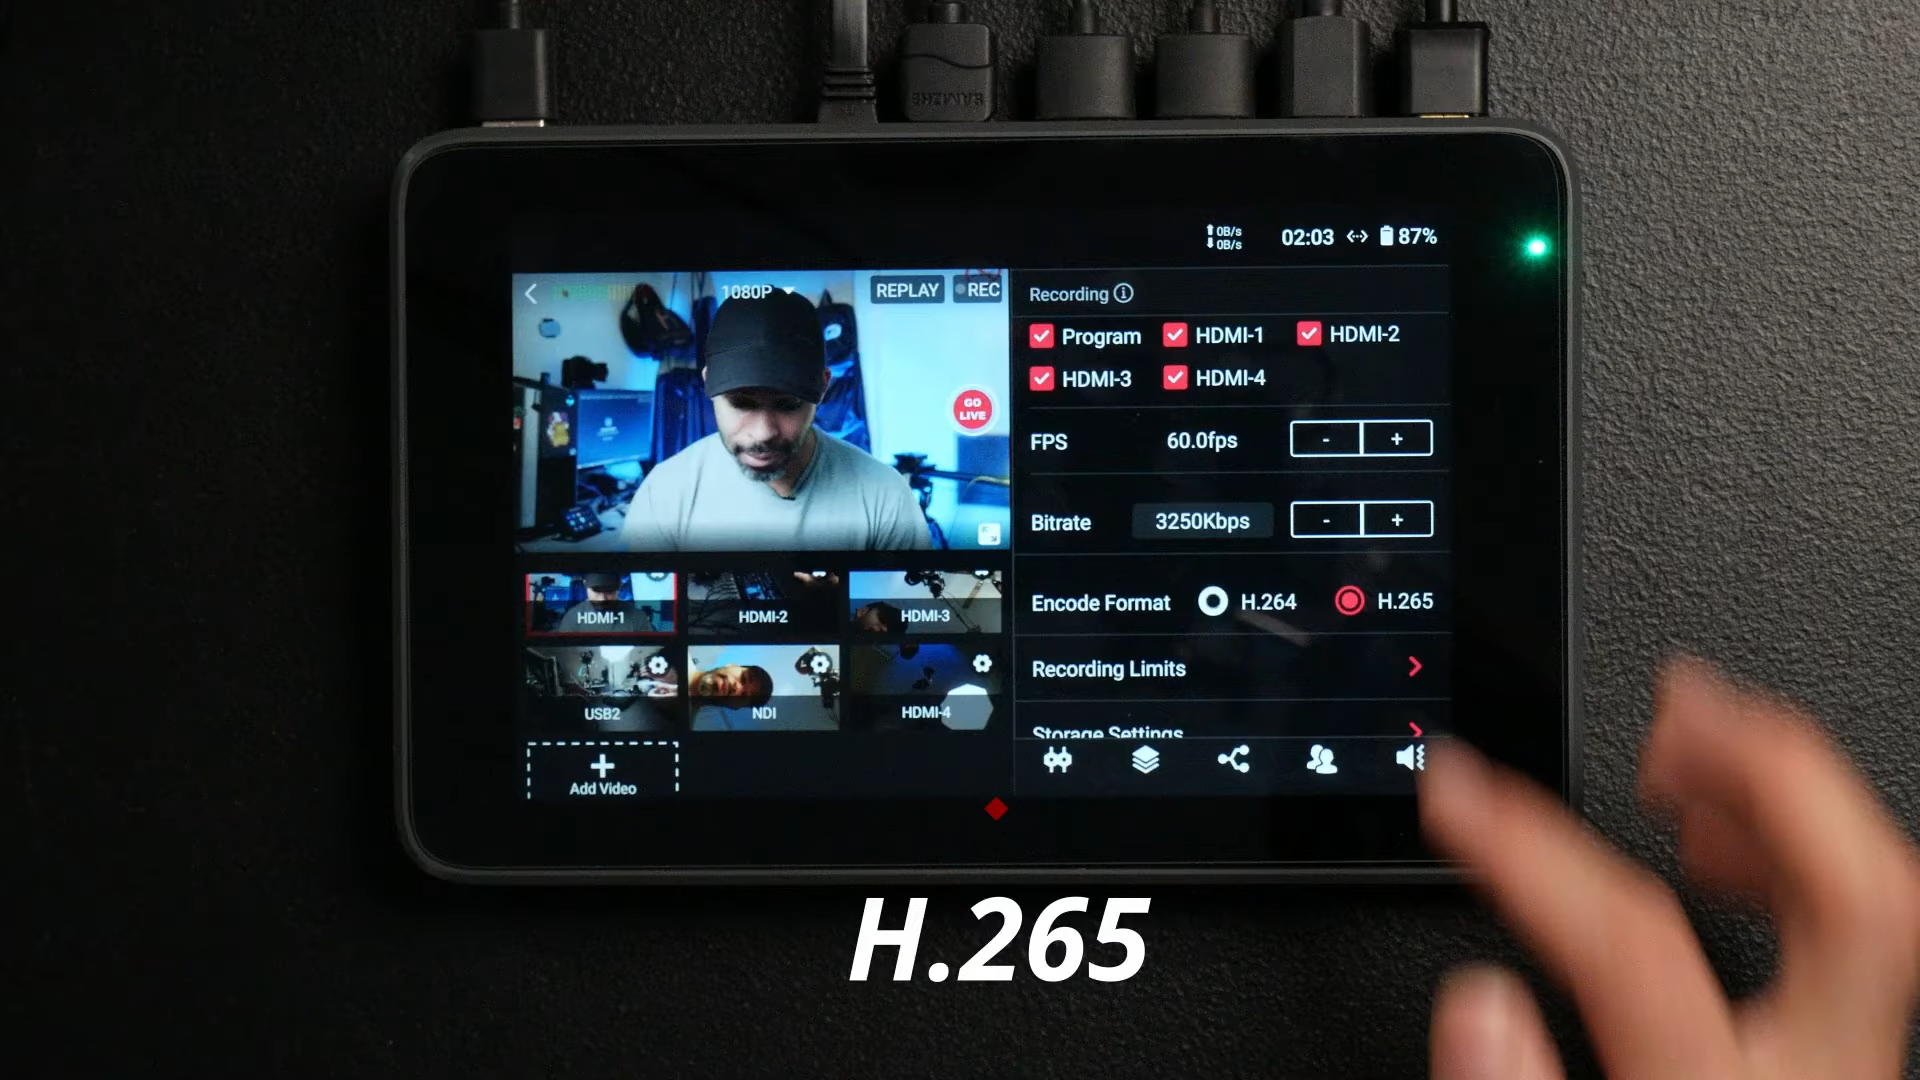 0B/s
0B/s
02:03
87%
1080P
REPLAY
REC
GO
LIVE
HDMI-1
HDMI-2
HDMI-3
USB2
NDI
HDMI-4
Add Video
Recording
Program
HDMI-1
HDMI-2
HDMI-3
HDMI-4
FPS
60.0fps
-
+
Bitrate
3250Kbps
-
+
Encode Format
H.264
H.265
Recording Limits
Storage Settings
H.265